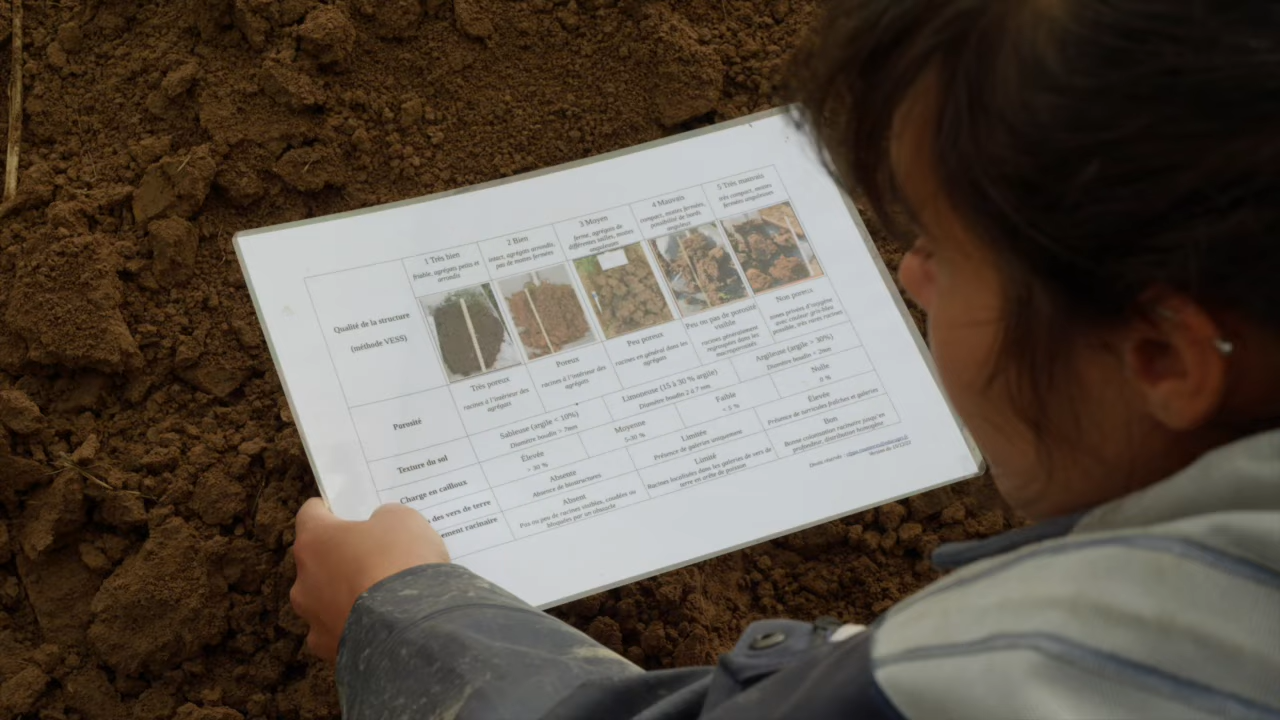 1 Très bien
friable, agrégats petits et
arrondis
2 Bien
intact, agrégats arrondis,
pas de mottes fermées
3 Moyen
ferme, agrégats de
différentes tailles, mottes
anguleuses
4 Mauvais
compact, mottes fermées,
possibilité de bords
anguleux
5 Très mauvais
très compact, mottes
fermées anguleuses
Qualité de la structure
(méthode VESS)
Porosité
Très poreux
racines à l'intérieur des
agrégats
Poreux
racines à l'intérieur des
agrégats
Peu poreux
racines en général dans les
agrégats
Peu ou pas de porosité
visible
racines généralement
regroupées dans les
macroporosités
Non poreux
zones privées d'oxygène
avec couleur gris-bleu
possible, très rares racines
Texture du sol
Sableuse (argile < 10%)
Diamètre boudin > 7mm
Limoneuse (15 à 30 % argile)
Diamètre boudin 2 à 7 mm
Argileuse (argile > 30%)
Diamètre boudin < 2mm
Charge en cailloux
Élevée
> 30 %
Moyenne
5-30 %
Faible
< 5 %
Nulle
0 %
des vers de terre
Absente
Absence de biostructures
Limitée
Présence de galeries uniquement
Élevée
Présence de turricules fraîches et galeries
ement racinaire
Absent
Pas ou peu de racines visibles, coudées ou
bloquées par un obstacle
Limité
Racines localisées dans les galeries de vers de
terre en arête de poisson
Bon
Bonne colonisation racinaire jusqu'en
profondeur, distribution homogène